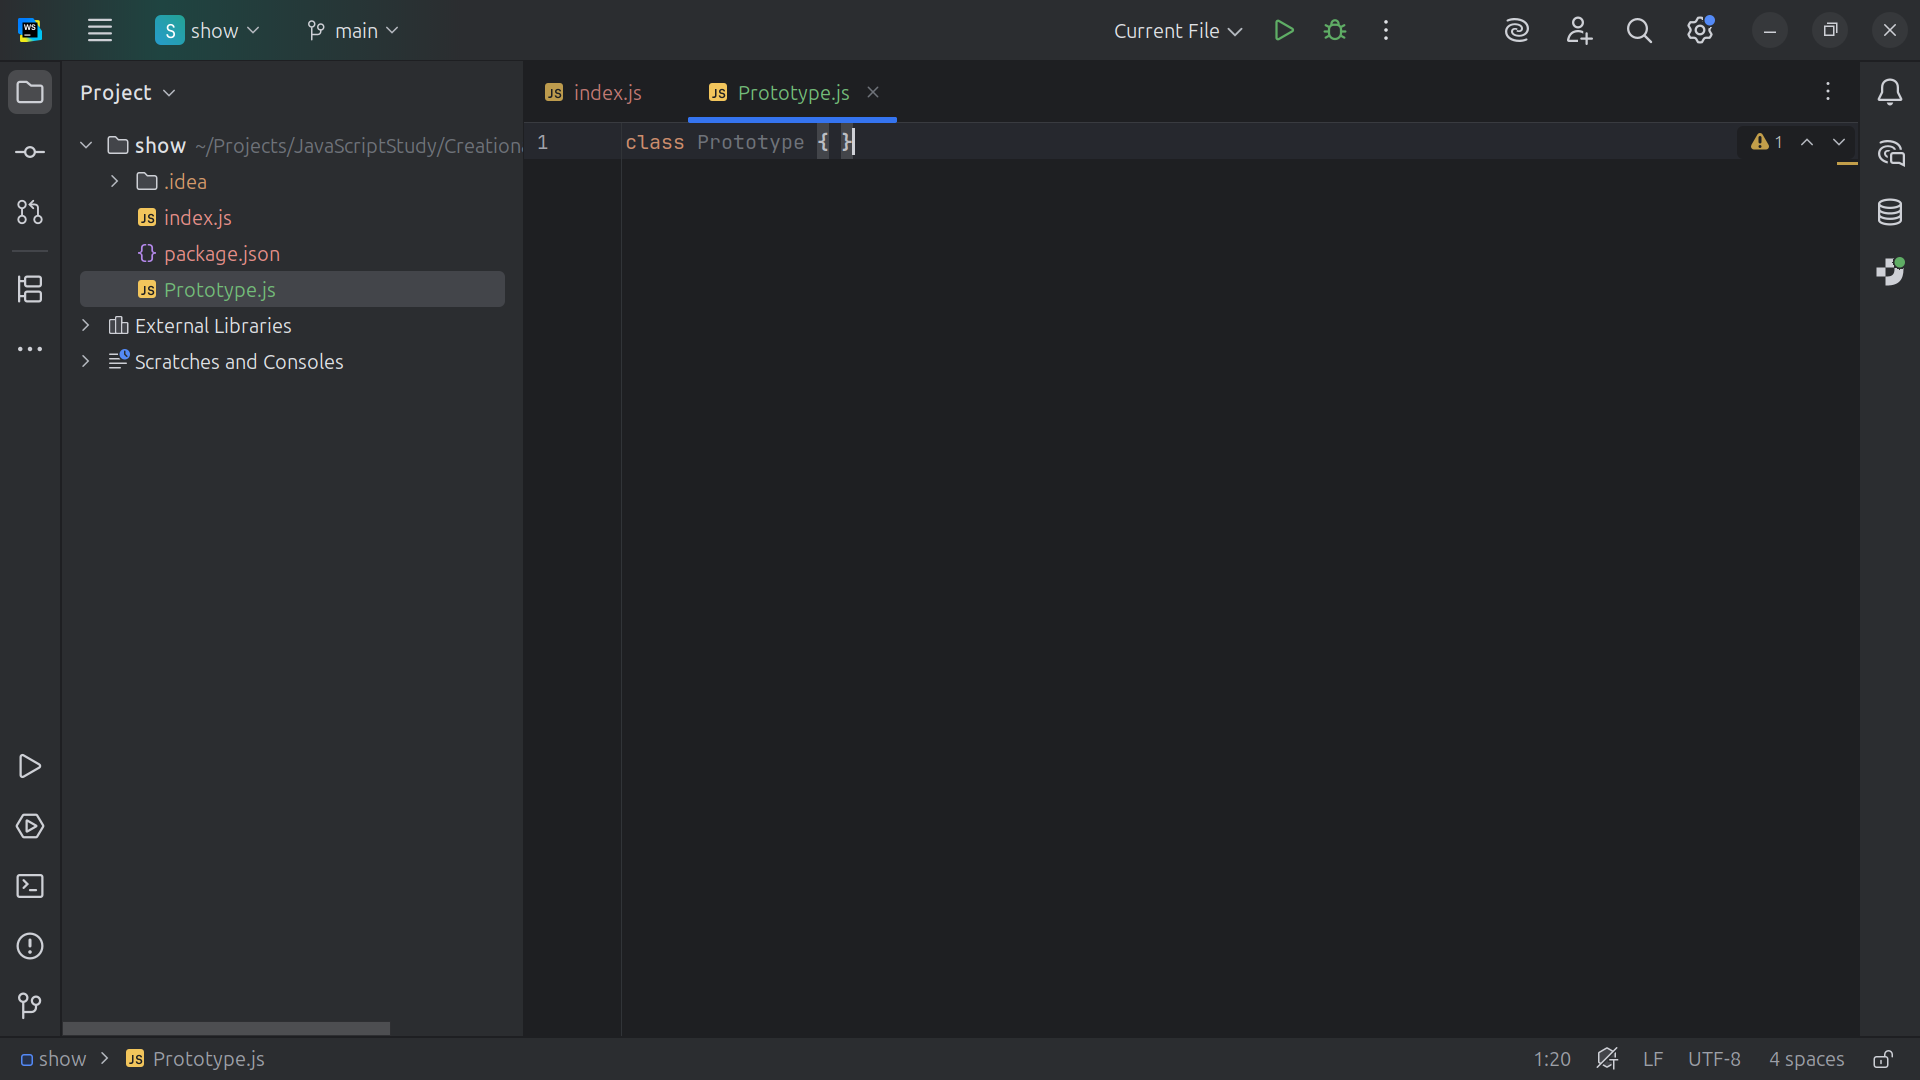 WS
S show
main
Current File
Project
JS index.js
JS Prototype.js
show ~/Projects/JavaScriptStudy/Creation
.idea
JS index.js
{} package.json
JS Prototype.js
External Libraries
Scratches and Consoles
1 class Prototype { }
1
show > JS Prototype.js
1:20
LF
UTF-8
4 spaces